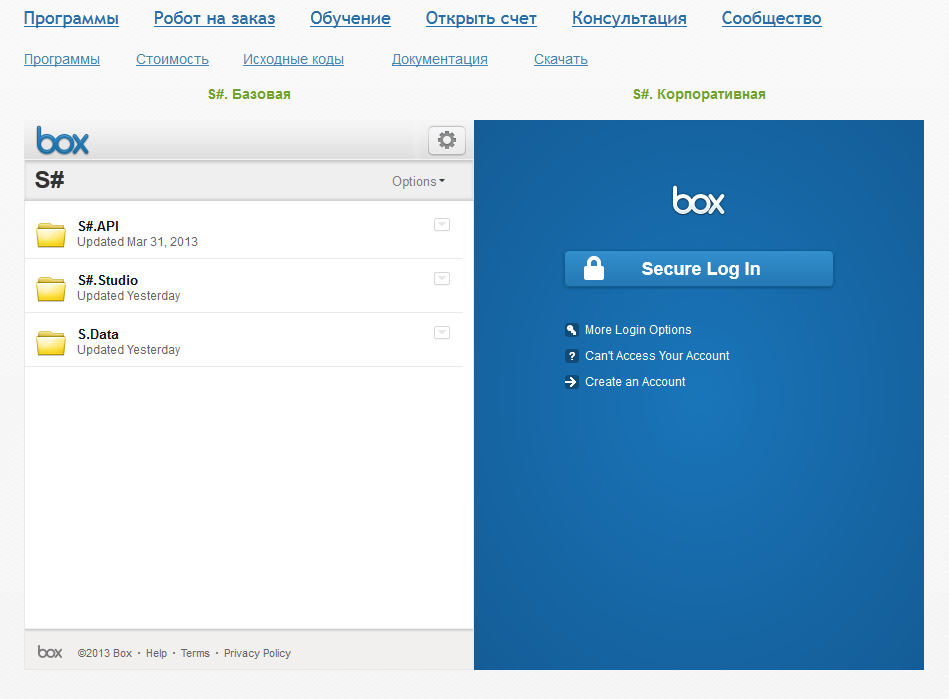 Программы Робот на заказ Обучение Открыть счет Консультация Сообщество
Программы Стоимость Исходные коды Документация Скачать
S#. Базовая S#. Корпоративная
box
S# Options
S#.API
Updated Mar 31, 2013
S#.Studio
Updated Yesterday
S.Data
Updated Yesterday
box ©2013 Box · Help · Terms · Privacy Policy
box
Secure Log In
More Login Options
? Can't Access Your Account
Create an Account